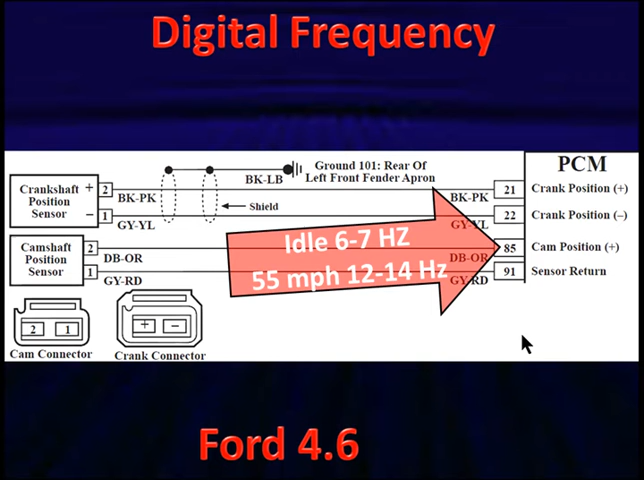 Digital Frequency
Ground 101: Rear Of
Left Front Fender Apron
BK-LB
PCM
Crankshaft
Position
Sensor
+ 2
BK-PK
Shield
BK-PK
21
Crank Position (+)
– 1
GY-YL
GY-YL
22
Crank Position (–)
Camshaft
Position
Sensor
2
DB-OR
DB-OR
85
Cam Position (+)
1
GY-RD
GY-RD
91
Sensor Return
Idle 6-7 HZ
55 mph 12-14 Hz
2 1
Cam Connector
+ –
Crank Connector
Ford 4.6